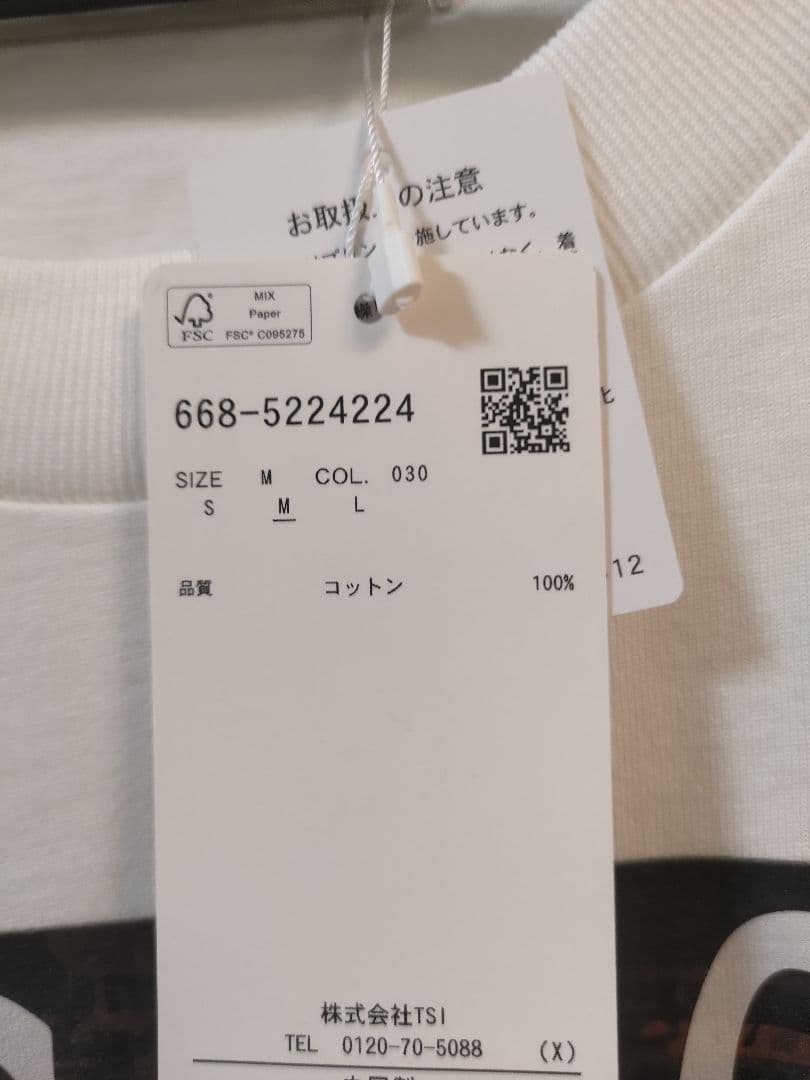 お取扱 の注意
施しています。
着
MIX
Paper
FSC
FSC® C095275
668-5224224
SIZE M COL. 030
S M L
品質 コットン 100%
12
株式会社TSI
TEL 0120-70-5088 (X)